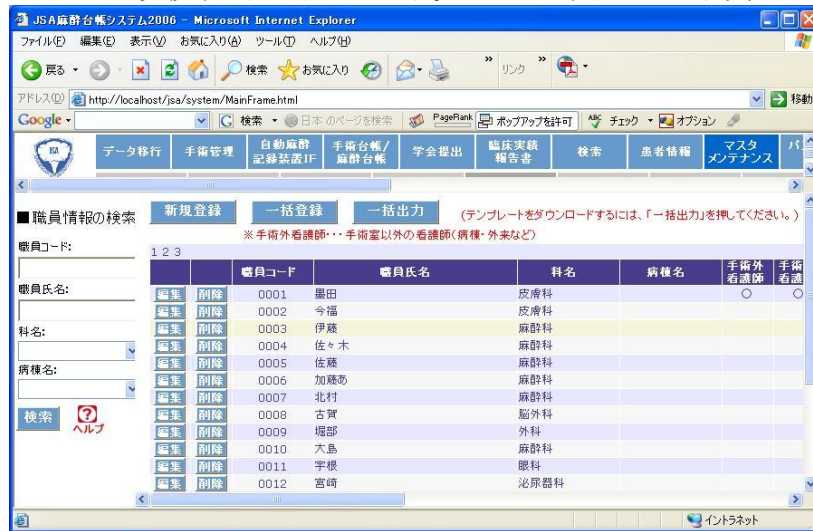 JSA麻酔台帳システム2006 - Microsoft Internet Explorer
ファイル(F) 編集(E) 表示(V) お気に入り(A) ツール(T) ヘルプ(H)
戻る 検索 お気に入り リンク
アドレス(D) http://localhost/jsa/system/MainFrame.html 移動
Google 検索 日本 のページを検索 PageRank ポップアップを許可 ABC チェック オプション
JSA データ移行 手術管理 自動麻酔記録装置IF 手術台帳/麻酔台帳 学会提出 臨床実績報告書 検索 患者情報 マスタメンテナンス
■職員情報の検索 新規登録 一括登録 一括出力 (テンプレートをダウンロードするには、「一括出力」を押してください。)
※手術外看護師・・・手術室以外の看護師(病棟・外来など)
職員コード:
職員氏名:
科名:
病棟名:
検索 ヘルプ
1 2 3
職員コード 職員氏名 科名 病棟名 手術外看護師
編集 削除 0001 墨田 皮膚科 ○ ○
編集 削除 0002 今福 皮膚科
編集 削除 0003 伊藤 麻酔科
編集 削除 0004 佐々木 麻酔科
編集 削除 0005 佐藤 麻酔科
編集 削除 0006 加藤あ 麻酔科
編集 削除 0007 北村 麻酔科
編集 削除 0008 古賀 脳外科
編集 削除 0009 堀部 外科
編集 削除 0010 大島 麻酔科
編集 削除 0011 宇根 眼科
編集 削除 0012 宮崎 泌尿器科
イントラネット